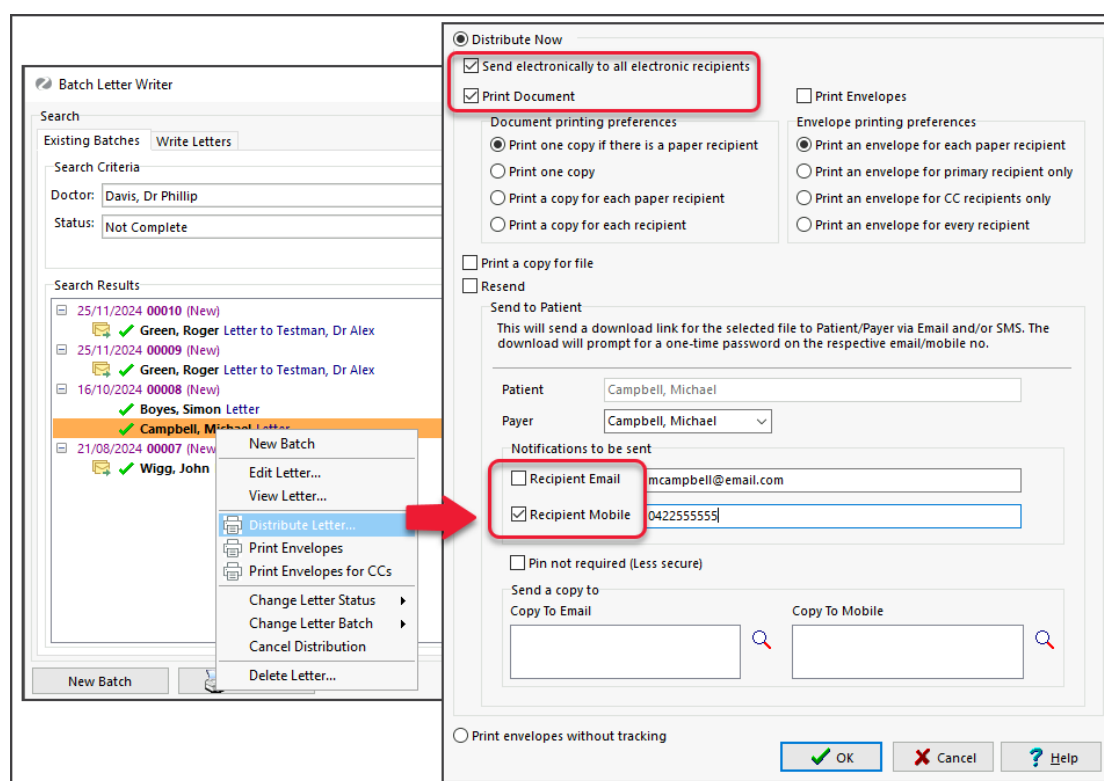 Batch Letter Writer
Search
Existing Batches Write Letters
Search Criteria
Doctor: Davis, Dr Phillip
Status: Not Complete
Search Results
25/11/2024 00010 (New)
Green, Roger Letter to Testman, Dr Alex
25/11/2024 00009 (New)
Green, Roger Letter to Testman, Dr Alex
16/10/2024 00008 (New)
Boyes, Simon Letter
Campbell, Michael Letter
21/08/2024 00007 (New
Wigg, John
New Batch
New Batch
Edit Letter...
View Letter...
Distribute Letter...
Print Envelopes
Print Envelopes for CCs
Change Letter Status
Change Letter Batch
Cancel Distribution
Delete Letter...
Distribute Now
Send electronically to all electronic recipients
Print Document
Print Envelopes
Document printing preferences
Print one copy if there is a paper recipient
Print one copy
Print a copy for each paper recipient
Print a copy for each recipient
Envelope printing preferences
Print an envelope for each paper recipient
Print an envelope for primary recipient only
Print an envelope for CC recipients only
Print an envelope for every recipient
Print a copy for file
Resend
Send to Patient
This will send a download link for the selected file to Patient/Payer via Email and/or SMS. The
download will prompt for a one-time password on the respective email/mobile no.
Patient Campbell, Michael
Payer Campbell, Michael
Notifications to be sent
Recipient Email mcampbell@email.com
Recipient Mobile 0422555555
Pin not required (Less secure)
Send a copy to
Copy To Email Copy To Mobile
Print envelopes without tracking
OK Cancel Help